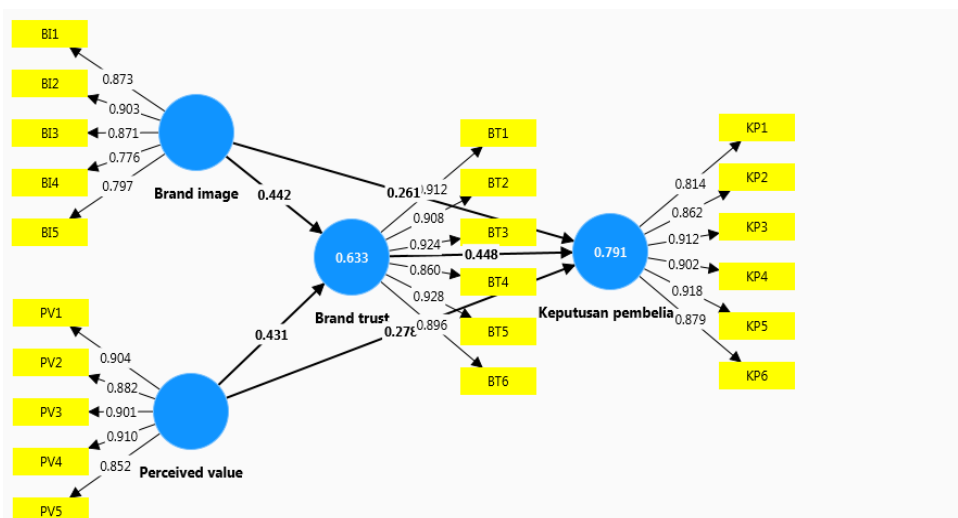 BI1
BI2
BI3
BI4
BI5
0.873
0.903
0.871
0.776
0.797
Brand image
0.442
0.261
PV1
PV2
PV3
PV4
PV5
0.904
0.882
0.901
0.910
0.852
Perceived value
0.431
0.278
0.633
Brand trust
BT1
BT2
BT3
BT4
BT5
BT6
0.912
0.908
0.924
0.860
0.928
0.896
0.448
0.791
Keputusan pembelia
KP1
KP2
KP3
KP4
KP5
KP6
0.814
0.862
0.912
0.902
0.918
0.879